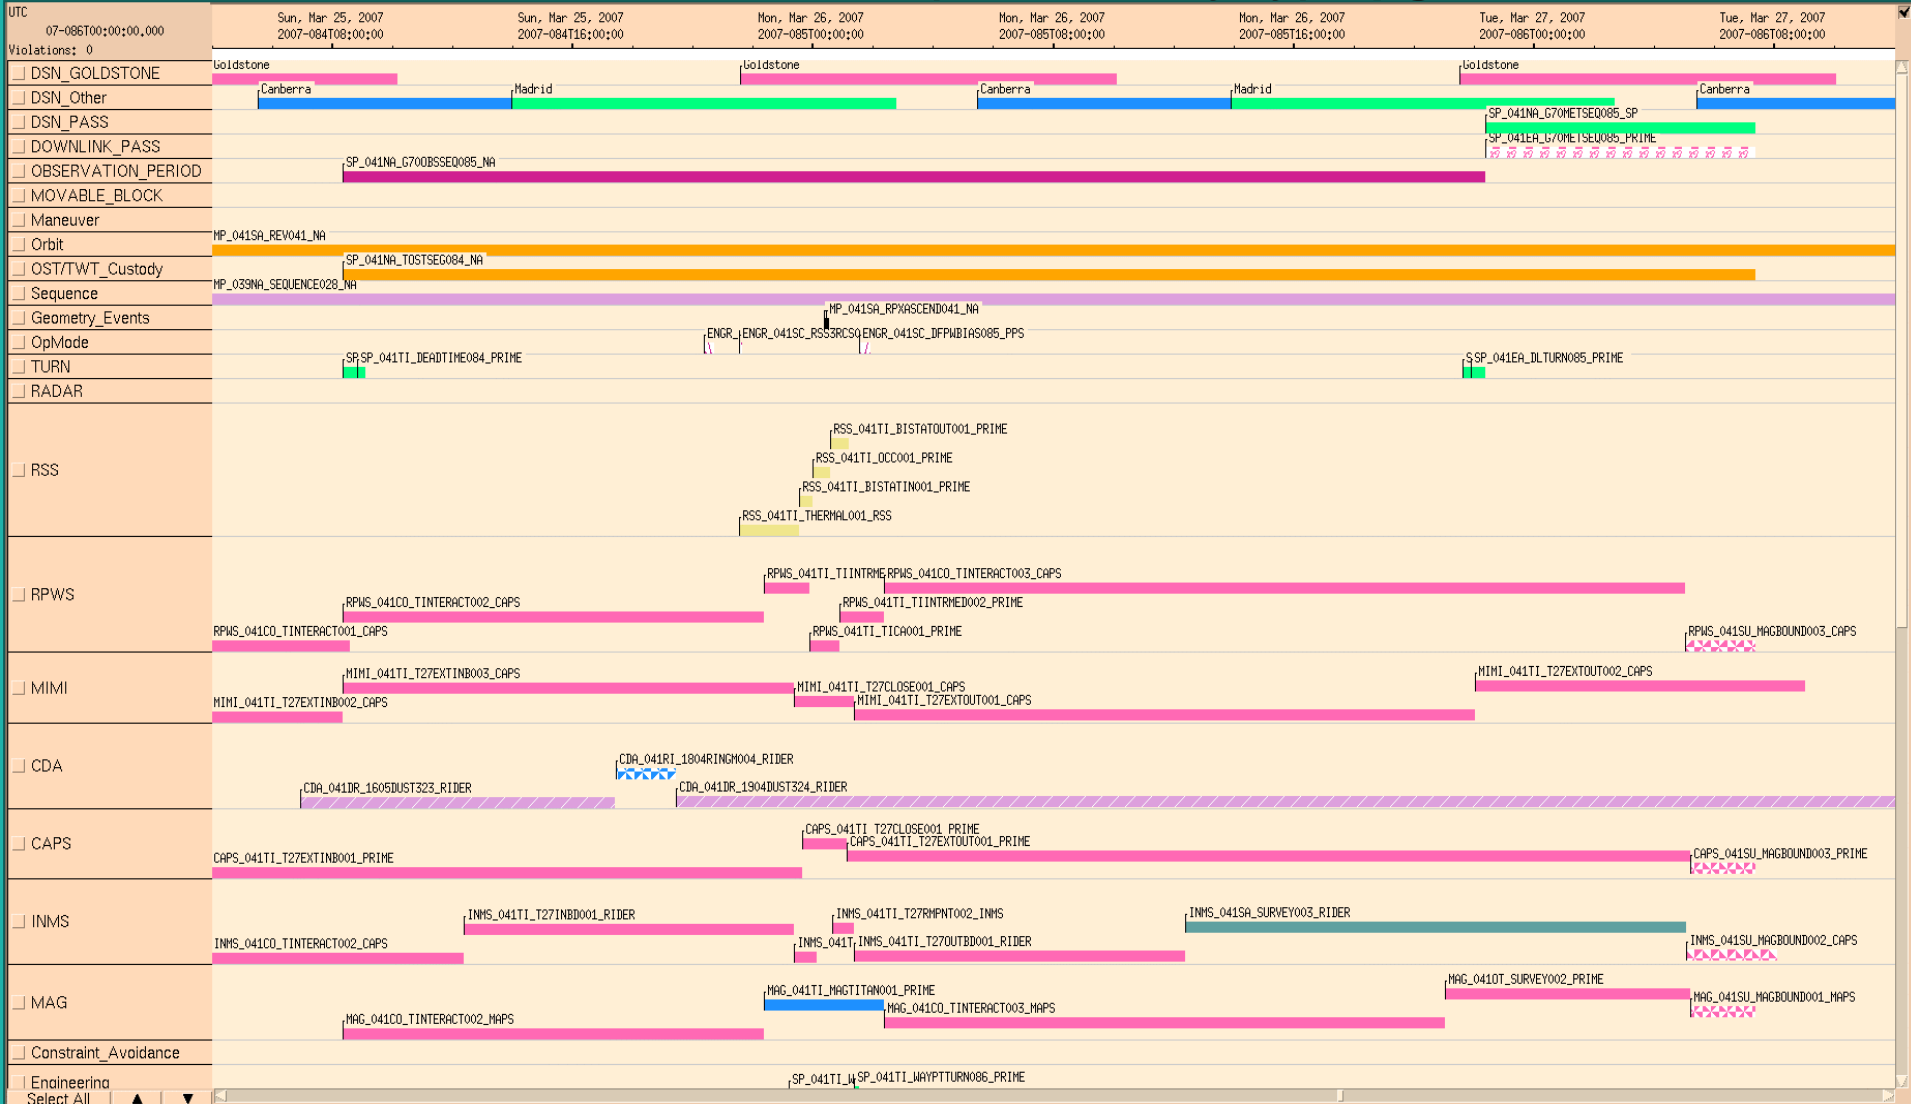 UTC
07-086T00:00:00.000
Violations: 0
Sun, Mar 25, 2007 Sun, Mar 25, 2007 Mon, Mar 26, 2007 Mon, Mar 26, 2007 Mon, Mar 26, 2007 Tue, Mar 27, 2007 Tue, Mar 27, 2007
2007-084T08:00:00 2007-084T16:00:00 2007-085T00:00:00 2007-085T08:00:00 2007-085T16:00:00 2007-086T00:00:00 2007-086T08:00:00
DSN_GOLDSTONE
Goldstone Goldstone Goldstone
DSN_Other
Canberra Madrid Canberra Madrid Canberra
DSN_PASS
SP_041NA_G70METSEQ085_SP
DOWNLINK_PASS
SP_041EA_G70METSEQ085_PRIME
OBSERVATION_PERIOD
SP_041NA_G70OBSSEQ085_NA
MOVABLE_BLOCK
Maneuver
Orbit
MP_041SA_REV041_NA
OST/TWT_Custody
SP_041NA_TOSTSEG084_NA
Sequence
MP_039NA_SEQUENCE028_NA
Geometry_Events
MP_041SA_RPXASCEND041_NA
OpMode
ENGR_ ENGR_041SC_RSS3RCSO ENGR_041SC_DFPWBIAS085_PPS
TURN
SP SP_041TI_DEADTIME084_PRIME S SP_041EA_DLTURN085_PRIME
RADAR
RSS
RSS_041TI_BISTATOUT001_PRIME
RSS_041TI_OCC001_PRIME
RSS_041TI_BISTATIN001_PRIME
RSS_041TI_THERMAL001_RSS
RPWS
RPWS_041TI_TIINTRME RPWS_041CO_TINTERACT003_CAPS
RPWS_041CO_TINTERACT002_CAPS RPWS_041TI_TIINTRMED002_PRIME
RPWS_041CO_TINTERACT001_CAPS RPWS_041TI_TICA001_PRIME RPWS_041SU_MAGBOUND003_CAPS
MIMI
MIMI_041TI_T27EXTINB003_CAPS MIMI_041TI_T27EXTOUT002_CAPS
MIMI_041TI_T27CLOSE001_CAPS
MIMI_041TI_T27EXTINB002_CAPS MIMI_041TI_T27EXTOUT001_CAPS
CDA
CDA_041RI_1804RINGM004_RIDER
CDA_041DR_1605DUST323_RIDER CDA_041DR_1904DUST324_RIDER
CAPS
CAPS_041TI_T27CLOSE001_PRIME
CAPS_041TI_T27EXTOUT001_PRIME
CAPS_041TI_T27EXTINB001_PRIME CAPS_041SU_MAGBOUND003_PRIME
INMS
INMS_041TI_T27INBD001_RIDER INMS_041TI_T27RMPNT002_INMS INMS_041SA_SURVEY003_RIDER
INMS_041CO_TINTERACT002_CAPS INMS_041T INMS_041TI_T27OUTBD001_RIDER INMS_041SU_MAGBOUND002_CAPS
MAG
MAG_041OT_SURVEY002_PRIME
MAG_041TI_MAGTITAN001_PRIME MAG_041SU_MAGBOUND001_MAPS
MAG_041CO_TINTERACT003_MAPS
MAG_041CO_TINTERACT002_MAPS
Constraint_Avoidance
Engineering
SP_041TI_W SP_041TI_WAYPTTURN086_PRIME
Select All